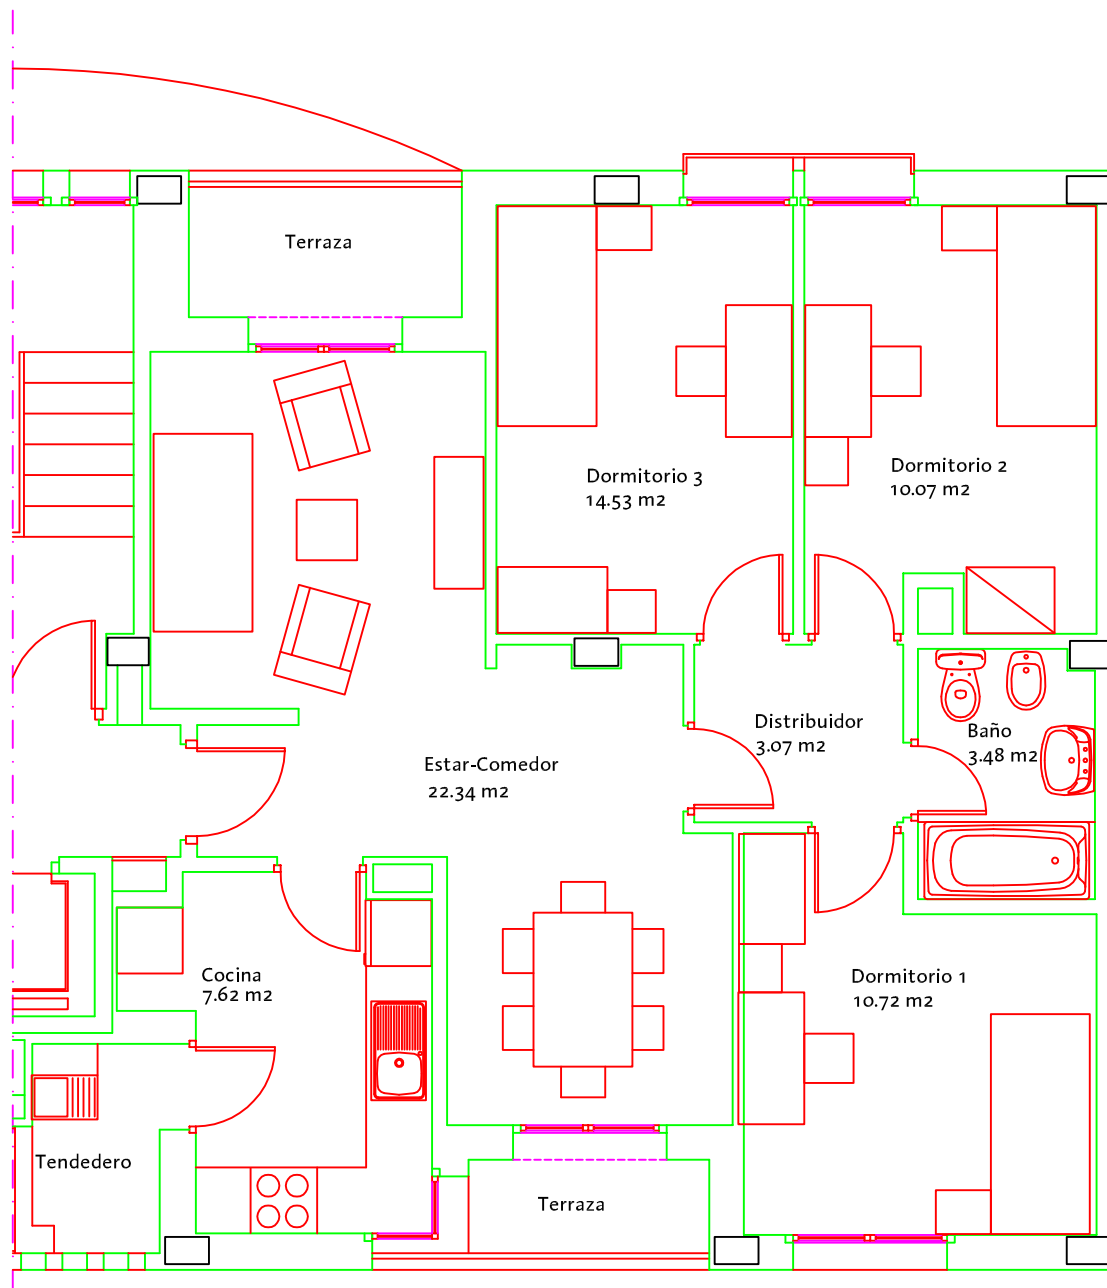 Terraza
Dormitorio 3
14.53 m2
Dormitorio 2
10.07 m2
Distribuidor
3.07 m2
Baño
3.48 m2
Estar-Comedor
22.34 m2
Cocina
7.62 m2
Dormitorio 1
10.72 m2
Tendedero
Terraza